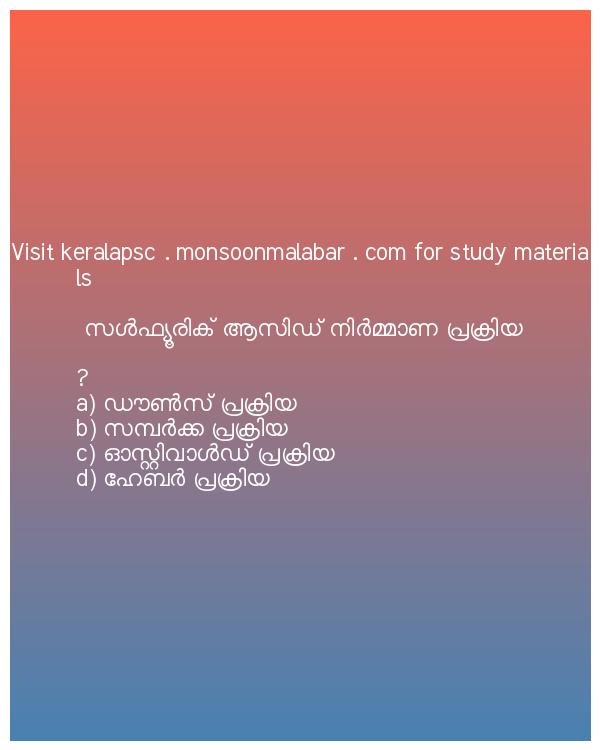 Visit keralapsc . monsoonmalabar . com for study materia
ls
സൾഫ്യൂരിക് ആസിഡ് നിർമ്മാണ പ്രക്രിയ
?
a) ഡൗൺസ് പ്രക്രിയ
b) സമ്പർക്ക പ്രക്രിയ
c) ഓസ്റ്റിവാൾഡ് പ്രക്രിയ
d) ഹേബർ പ്രക്രിയ